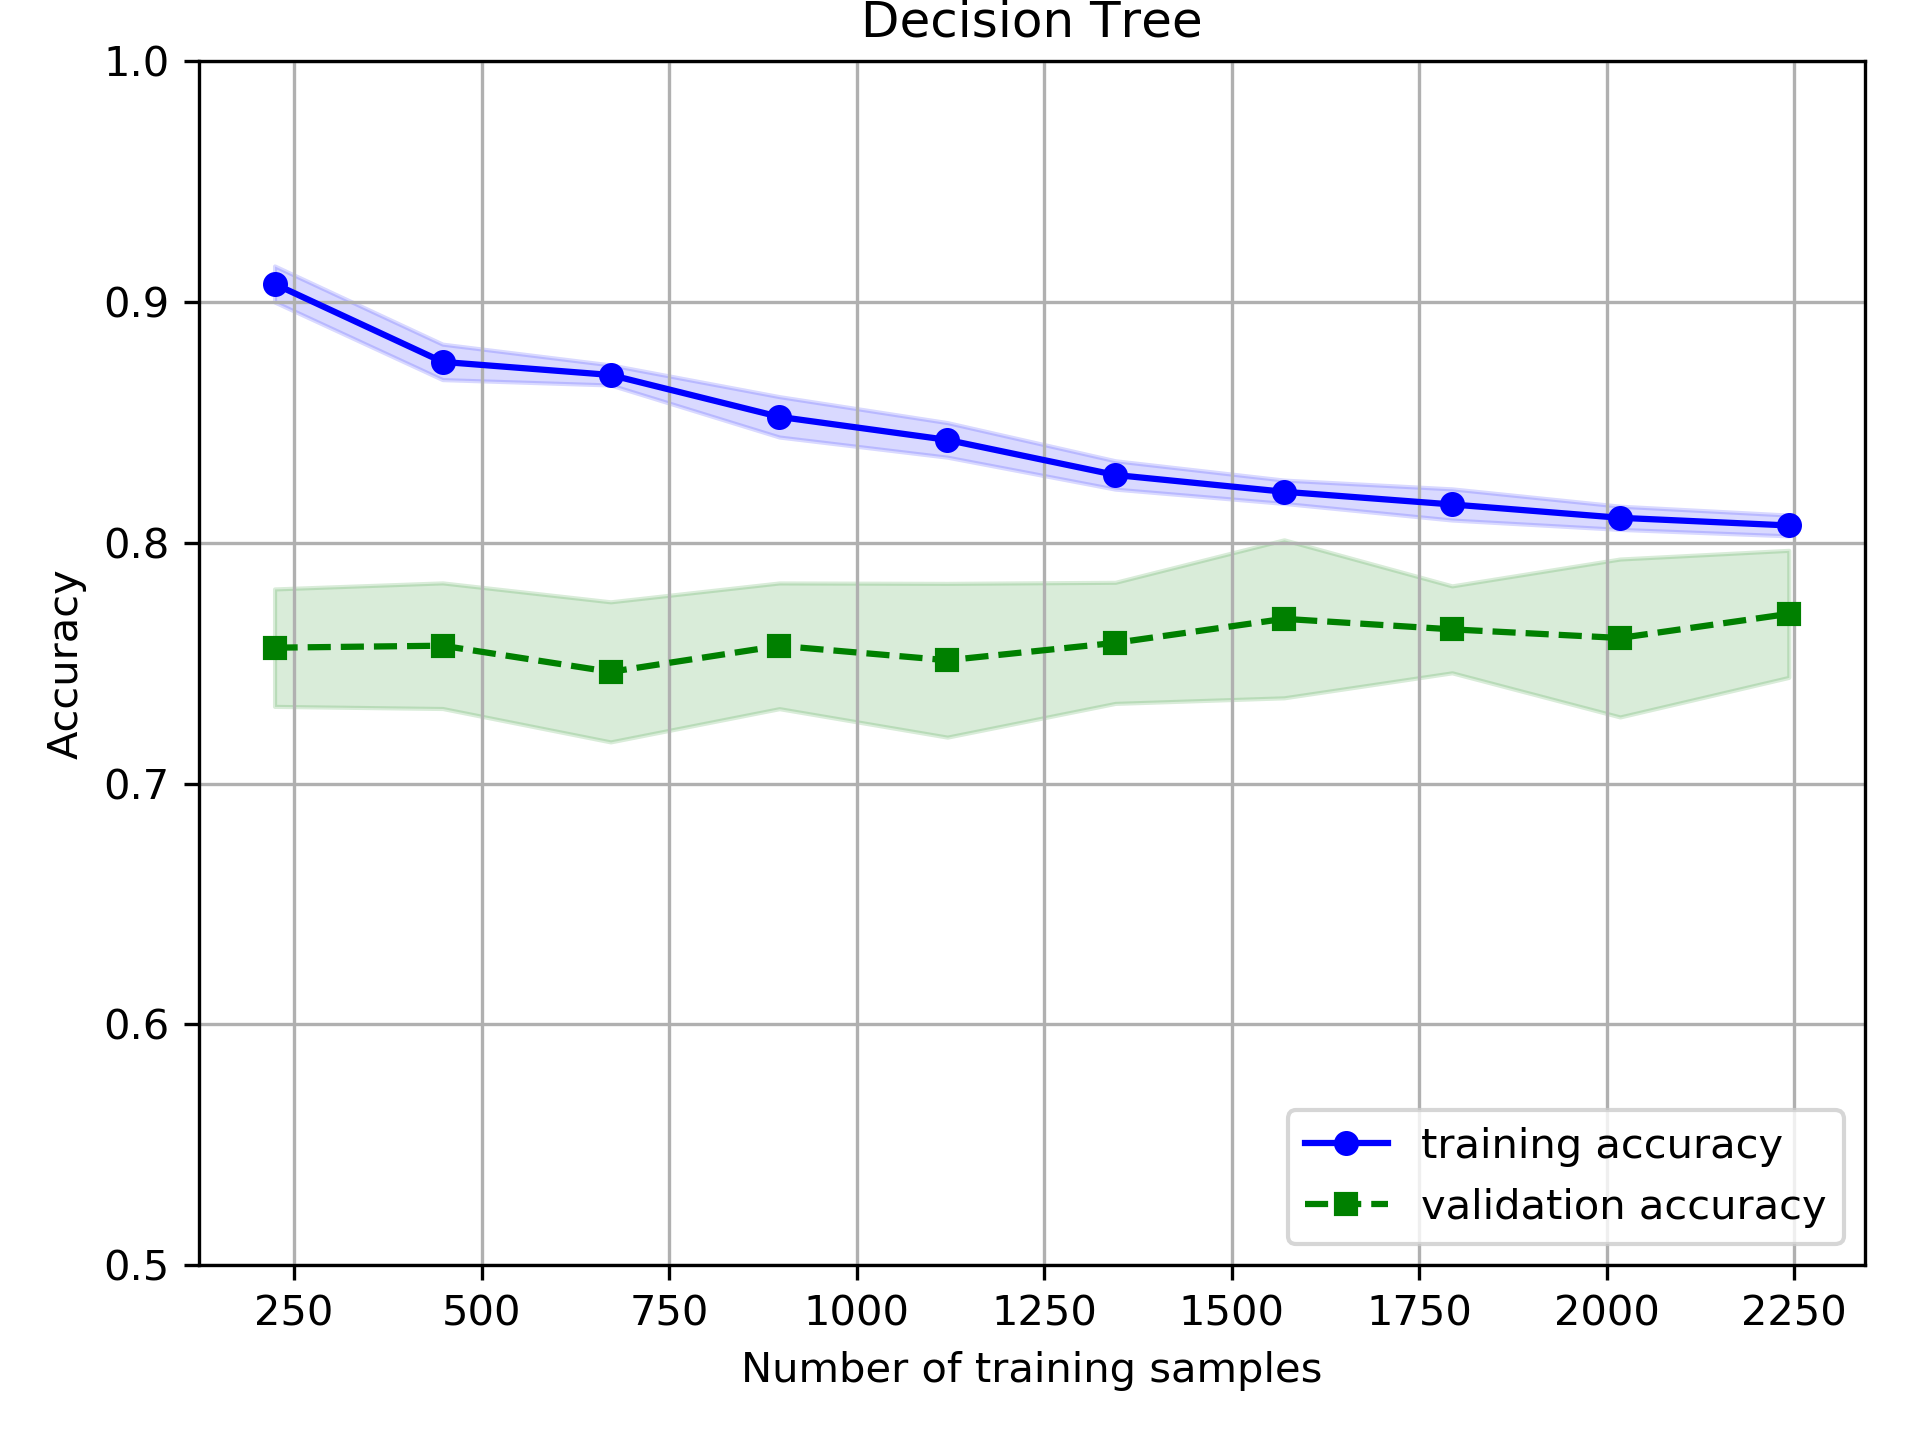 Decision Tree
1.0
0.9
0.8
0.7
0.6
0.5
Accuracy
training accuracy
validation accuracy
250 500 750 1000 1250 1500 1750 2000 2250
Number of training samples